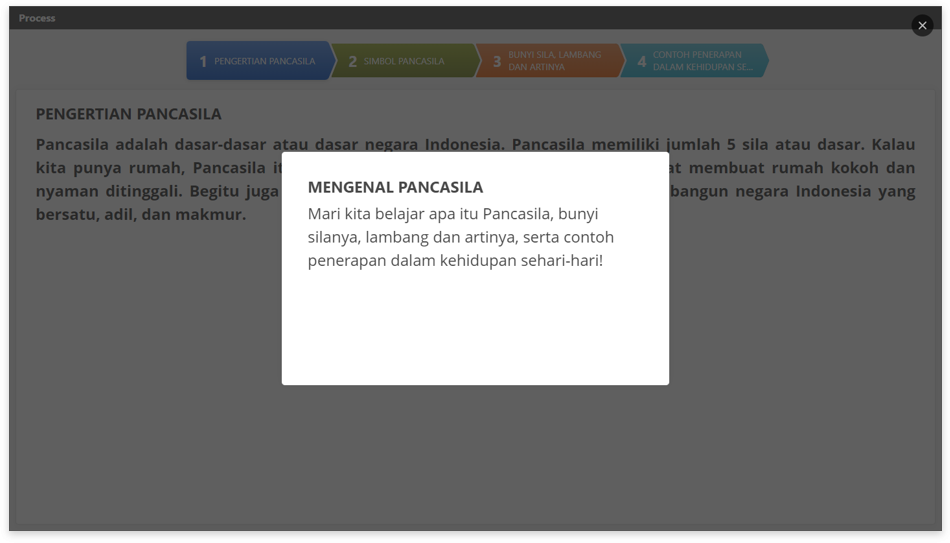 Process
1 PENGERTIAN PANCASILA
2 SIMBOL PANCASILA
3 BUNYI SILA, LAMBANG
DAN ARTINYA
4 CONTOH PENERAPAN
DALAM KEHIDUPAN SE...
PENGERTIAN PANCASILA
Pancasila adalah dasar-dasar atau dasar negara Indonesia. Pancasila memiliki jumlah 5 sila atau dasar. Kalau
kita punya rumah, Pancasila membuat rumah kokoh dan
nyaman ditinggali. Begitu juga bangun negara Indonesia yang
bersatu, adil, dan makmur.
MENGENAL PANCASILA
Mari kita belajar apa itu Pancasila, bunyi
silanya, lambang dan artinya, serta contoh
penerapan dalam kehidupan sehari-hari!